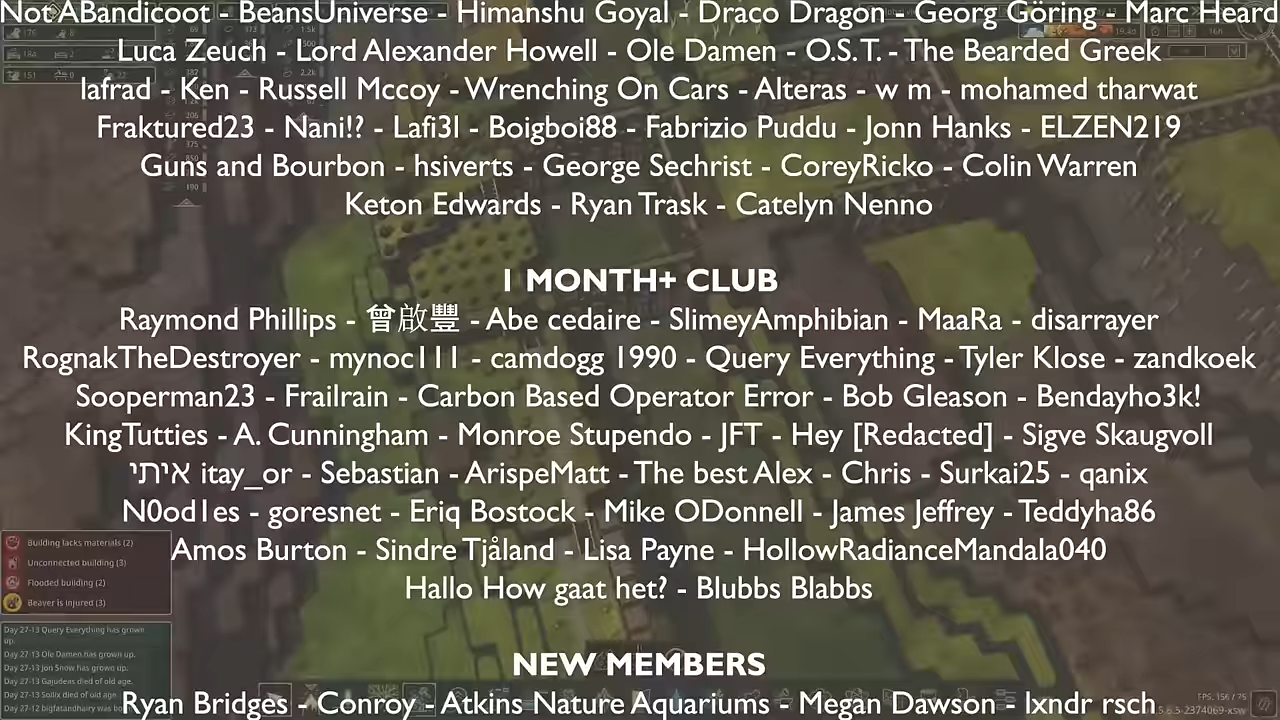 Not ABandicoot - BeansUniverse - Himanshu Goyal - Draco Dragon - Georg Göring - Marc Heard
Luca Zeuch - Lord Alexander Howell - Ole Damen - O.S.T. - The Bearded Greek
lafrad - Ken - Russell Mccoy - Wrenching On Cars - Alteras - w m - mohamed tharwat
Fraktured23 - Nani!? - Lafi3l - Boigboi88 - Fabrizio Puddu - Jonn Hanks - ELZEN219
Guns and Bourbon - hsiverts - George Sechrist - CoreyRicko - Colin Warren
Keton Edwards - Ryan Trask - Catelyn Nenno
1 MONTH+ CLUB
Raymond Phillips - 曾啟豐 - Abe cedaire - SlimeyAmphibian - MaaRa - disarrayer
RognakTheDestroyer - mynoc111 - camdogg 1990 - Query Everything - Tyler Klose - zandkoek
Sooperman23 - Frailrain - Carbon Based Operator Error - Bob Gleason - Bendayho3k!
KingTutties - A. Cunningham - Monroe Stupendo - JFT - Hey [Redacted] - Sigve Skaugvoll
איתי itay_or - Sebastian - ArispeMatt - The best Alex - Chris - Surkai25 - qanix
N0od1es - goresnet - Eriq Bostock - Mike ODonnell - James Jeffrey - Teddyha86
Amos Burton - Sindre Tjåland - Lisa Payne - HollowRadianceMandala040
Hallo How gaat het? - Blubbs Blabbs
NEW MEMBERS
Ryan Bridges - Conroy - Atkins Nature Aquariums - Megan Dawson - lxndr rsch
Building lacks materials (2)
Unconnected building (3)
Flooded building (2)
Beaver is injured (3)
Day 27-13 Query Everything has grown
up.
Day 27-13 Ole Damen has grown up.
Day 27-13 Jon Snow has grown up.
Day 27-13 Gajudens died of old age.
Day 27-13 Sollix died of old age.
Day 27-12 bigfatandhairy was